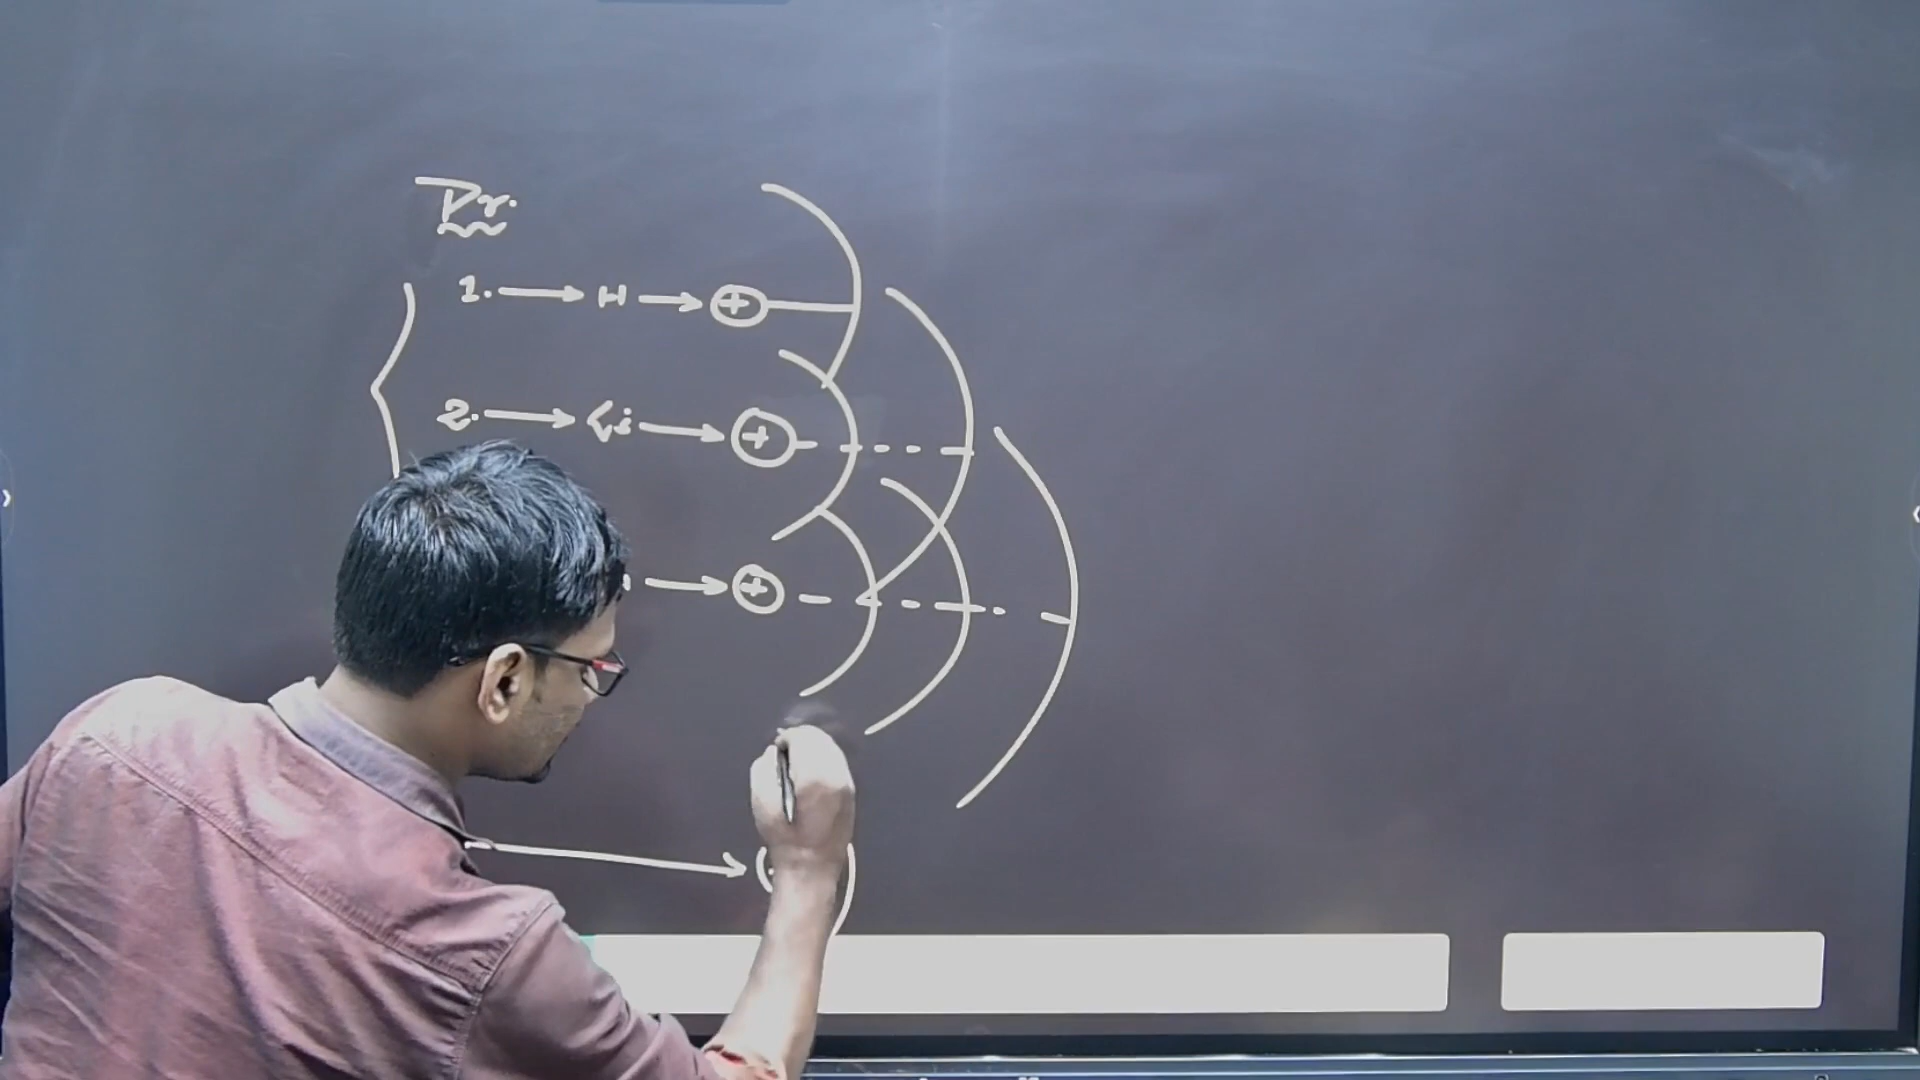 Pr.
1. → H → +
2. → Li → +
→ +